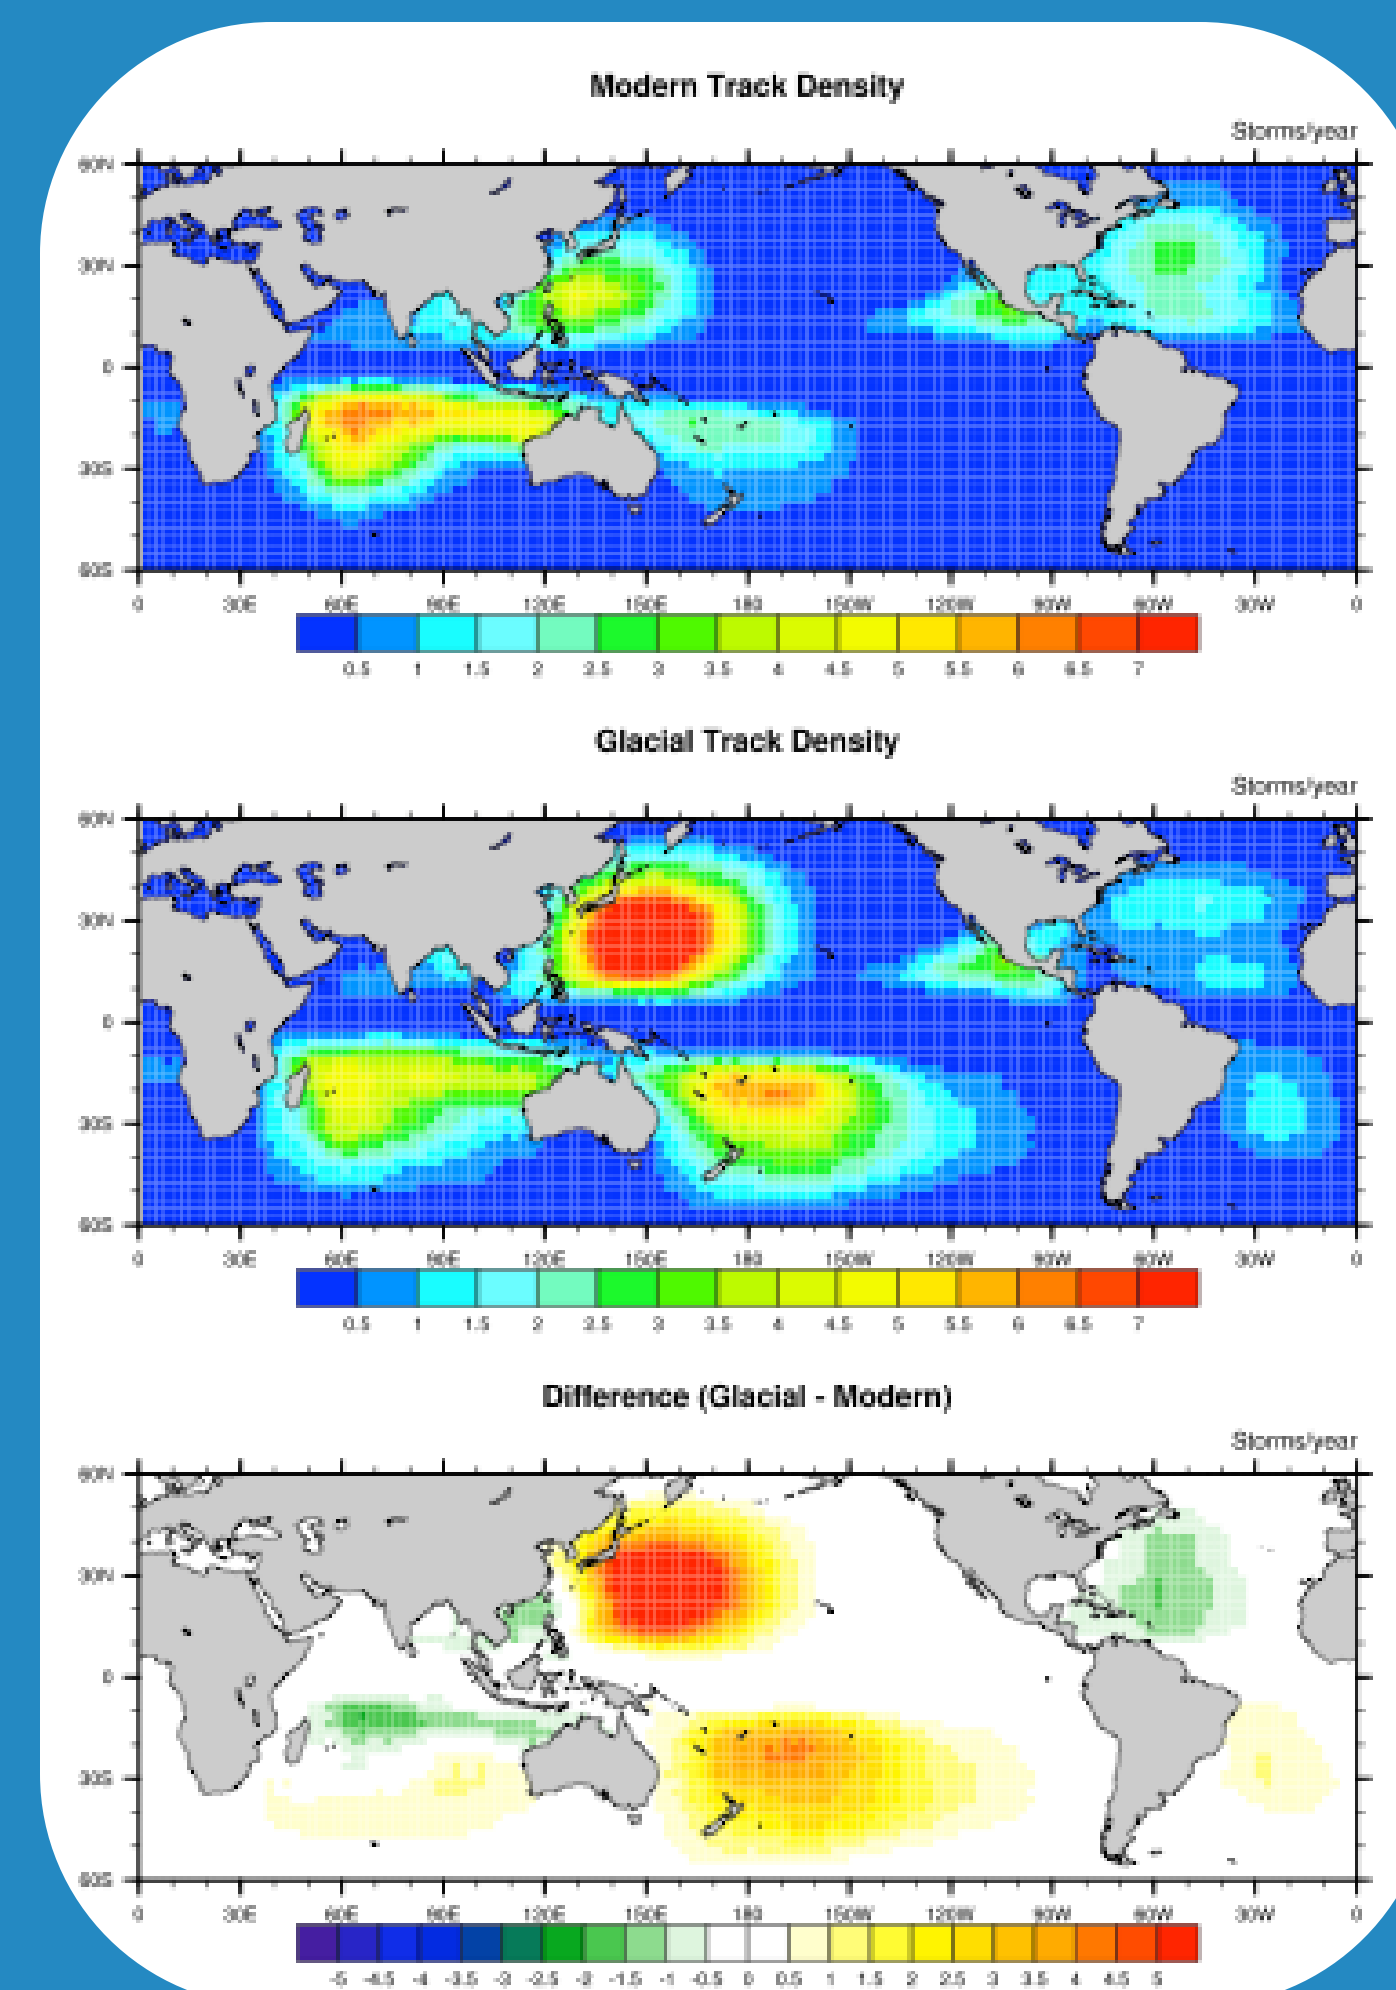 Modern Track Density
Storms/year
60N
30N
0
30S
60S
0 30E 60E 90E 120E 150E 180 150W 120W 90W 60W 30W 0
0.5 1 1.5 2 2.5 3 3.5 4 4.5 5 5.5 6 6.5 7
Glacial Track Density
Storms/year
60N
30N
0
30S
60S
0 30E 60E 90E 120E 150E 180 150W 120W 90W 60W 30W 0
0.5 1 1.5 2 2.5 3 3.5 4 4.5 5 5.5 6 6.5 7
Difference (Glacial - Modern)
Storms/year
60N
30N
0
30S
60S
0 30E 60E 90E 120E 150E 180 150W 120W 90W 60W 30W 0
-5 -4.5 -4 -3.5 -3 -2.5 -2 -1.5 -1 -0.5 0 0.5 1 1.5 2 2.5 3 3.5 4 4.5 5